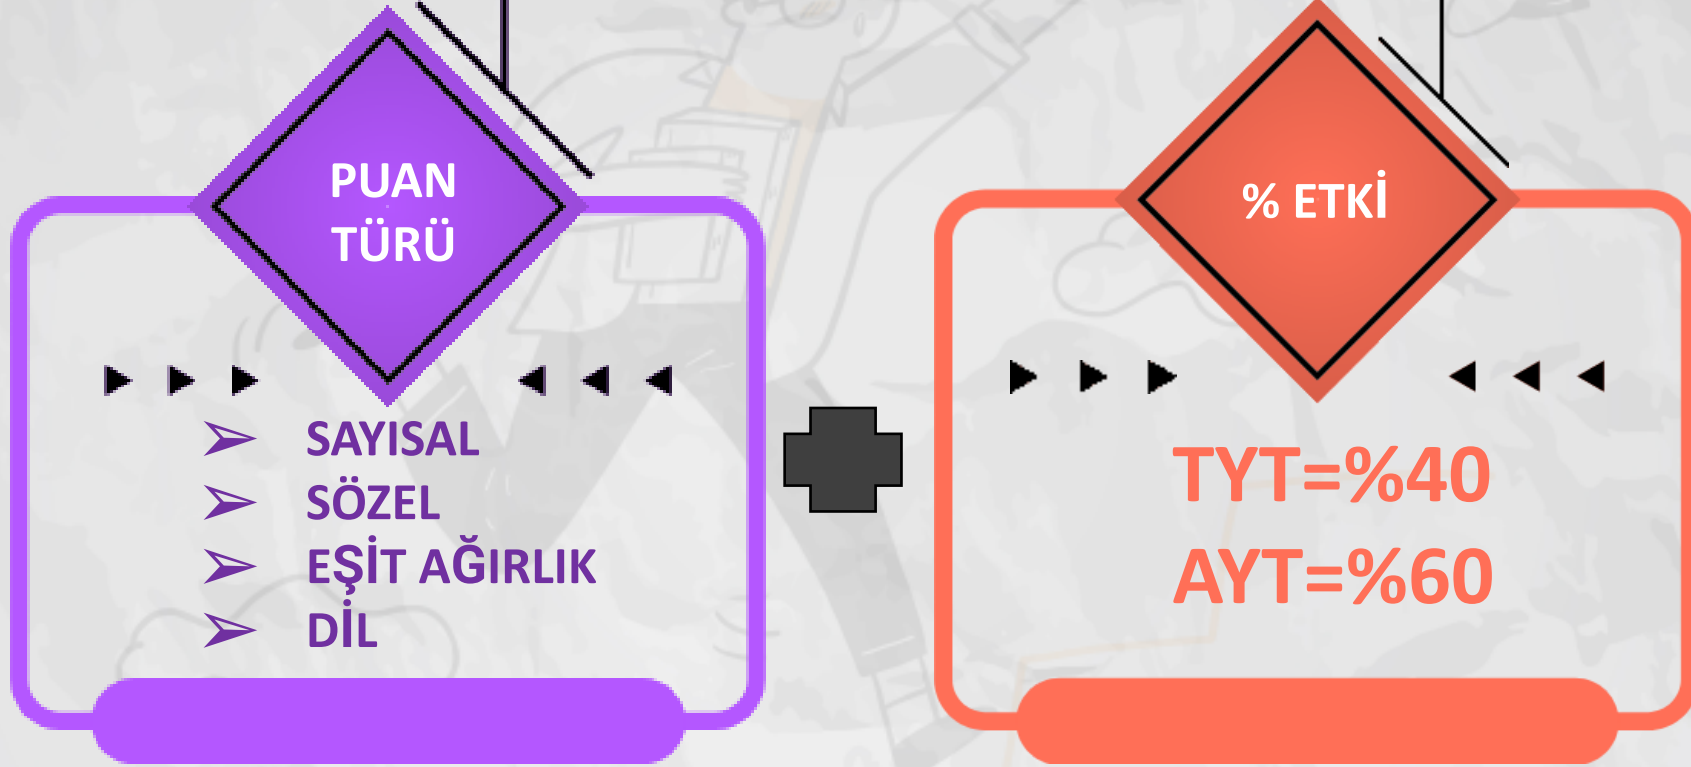 PUAN
TÜRÜ
SAYISAL
SÖZEL
EŞİT AĞIRLIK
DİL
% ETKİ
TYT=%40
AYT=%60